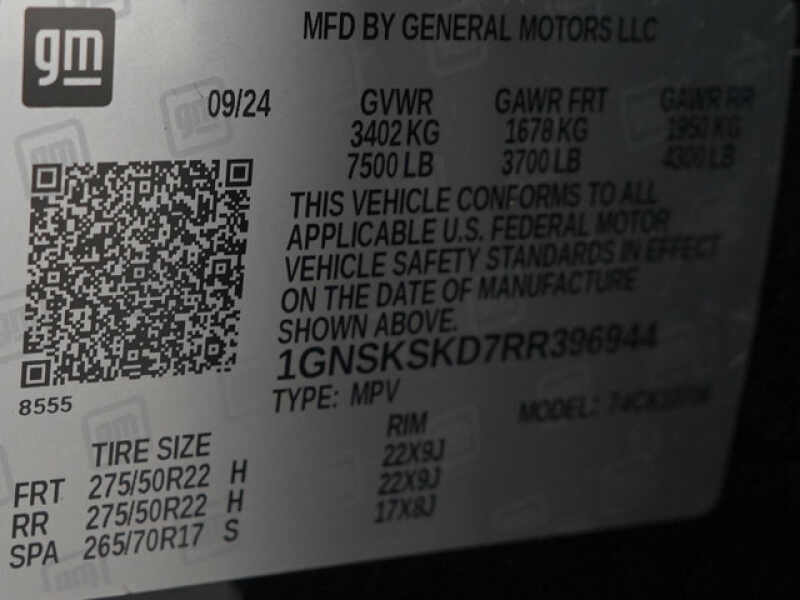 gm
MFD BY GENERAL MOTORS LLC
09/24 GVWR GAWR FRT GAWR RR
3402 KG 1678 KG 1950 KG
7500 LB 3700 LB 4300 LB
THIS VEHICLE CONFORMS TO ALL
APPLICABLE U.S. FEDERAL MOTOR
VEHICLE SAFETY STANDARDS IN EFFECT
ON THE DATE OF MANUFACTURE
SHOWN ABOVE.
1GNSKSKD7RR396944
TYPE: MPV MODEL:
8555
TIRE SIZE RIM
FRT 275/50R22 H 22X9J
RR 275/50R22 H 22X9J
SPA 265/70R17 S 17X8J